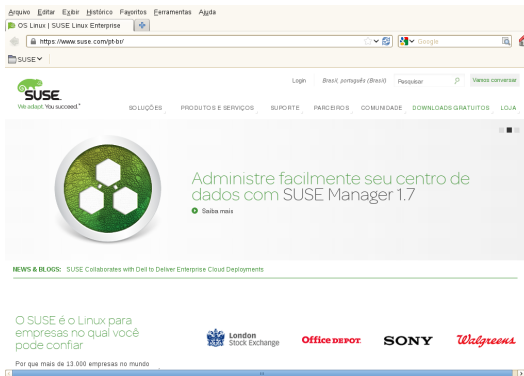 Arquivo Editar Exibir Histórico Favoritos Ferramentas Ajuda
OS Linux | SUSE Linux Enterprise
https://www.suse.com/pt-br/
Google
SUSE
Login Brasil, português (Brasil) Pesquisar Vamos conversar
SUSE
We adapt. You succeed.
SOLUÇÕES PRODUTOS E SERVIÇOS SUPORTE PARCEIROS COMUNIDADE DOWNLOADS GRATUITOS LOJA
Administre facilmente seu centro de
dados com SUSE Manager 1.7
Saiba mais
NEWS & BLOGS: SUSE Collaborates with Dell to Deliver Enterprise Cloud Deployments
O SUSE é o Linux para
empresas no qual você
pode confiar
London
Stock Exchange
Office DEPOT.
SONY
Walgreens
Por que mais de 13.000 empresas no mundo